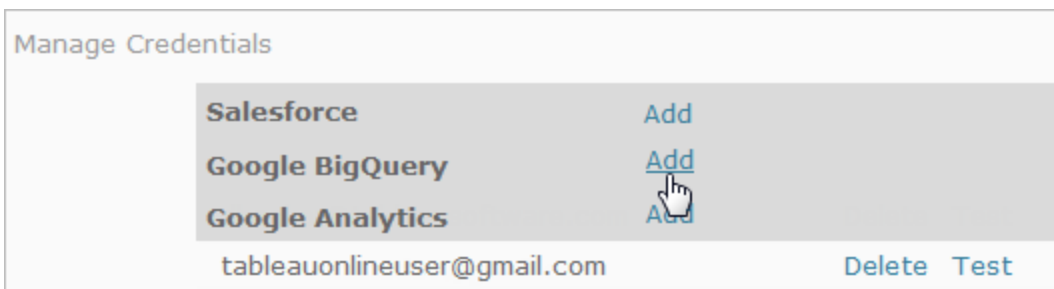 Manage Credentials
Salesforce Add
Google BigQuery Add
Google Analytics Add
tableauonlineuser@gmail.com Delete Test